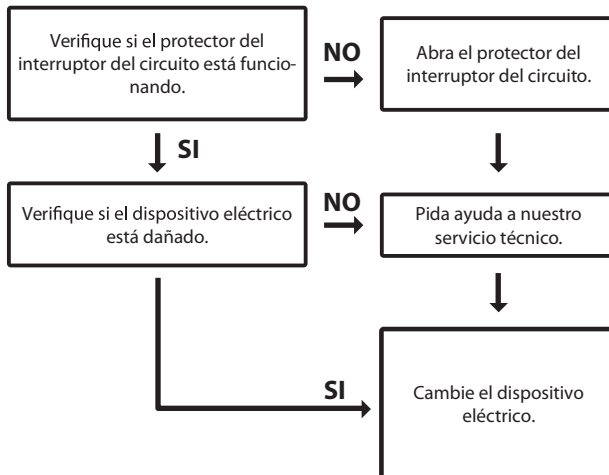 Verifique si el protector del
interruptor del circuito está funcio-
nando.
NO
Abra el protector del
interruptor del circuito.
SI
Verifique si el dispositivo eléctrico
está dañado.
NO
Pida ayuda a nuestro
servicio técnico.
SI
Cambie el dispositivo
eléctrico.